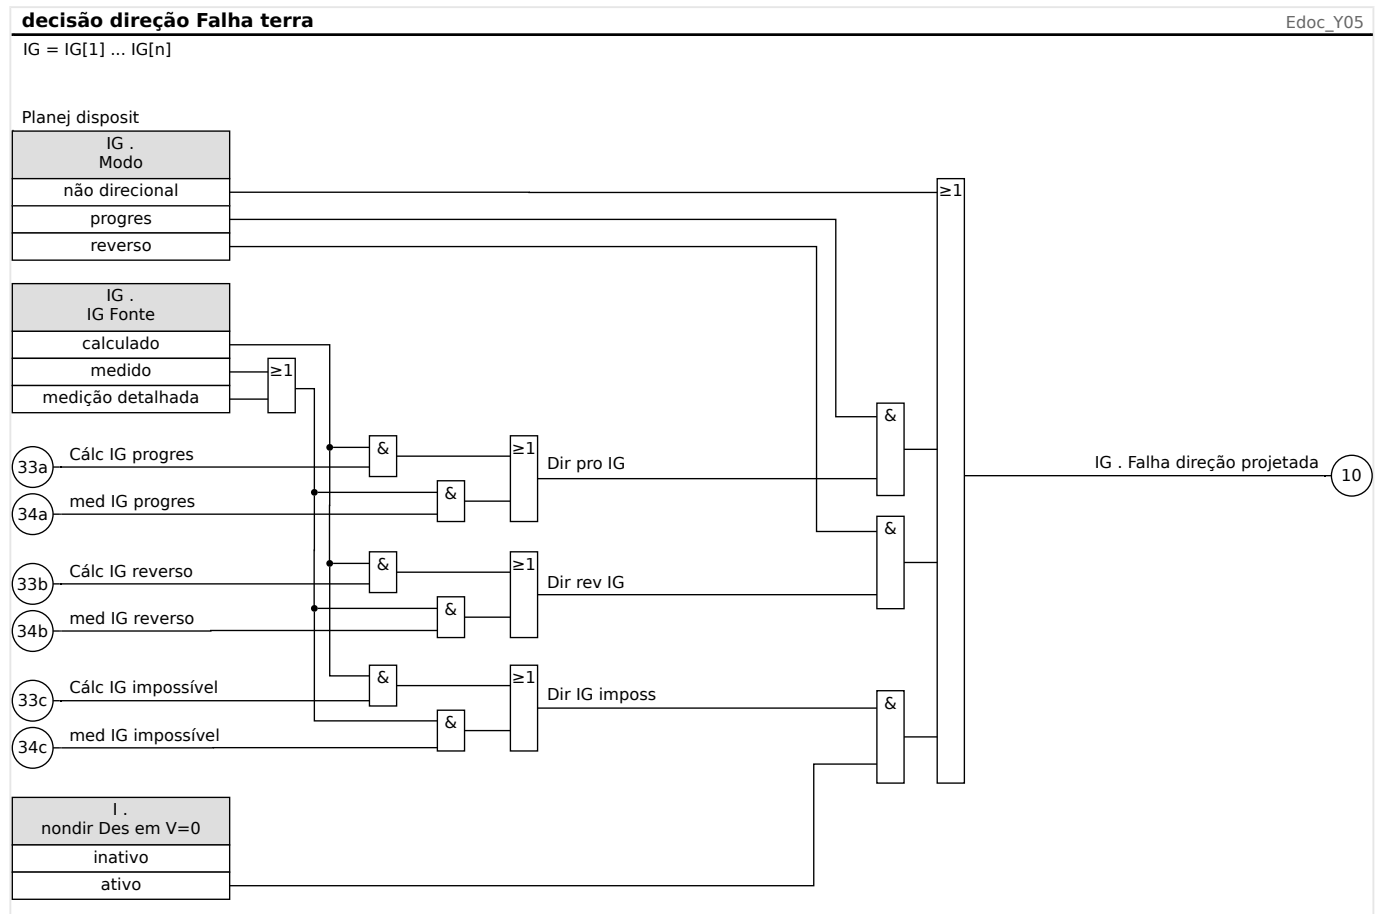 decisão direção Falha terra
Edoc_Y05
IG = IG[1] ... IG[n]
Planej disposit
IG .
Modo
não direcional
progres
reverso
≥1
IG .
IG Fonte
calculado
medido
medição detalhada
≥1
&
33a
Cálc IG progres
&
≥1
Dir pro IG
34a
med IG progres
&
IG . Falha direção projetada
10
&
33b
Cálc IG reverso
&
≥1
Dir rev IG
34b
med IG reverso
&
33c
Cálc IG impossível
&
≥1
Dir IG imposs
&
34c
med IG impossível
&
I .
nondir Des em V=0
inativo
ativo